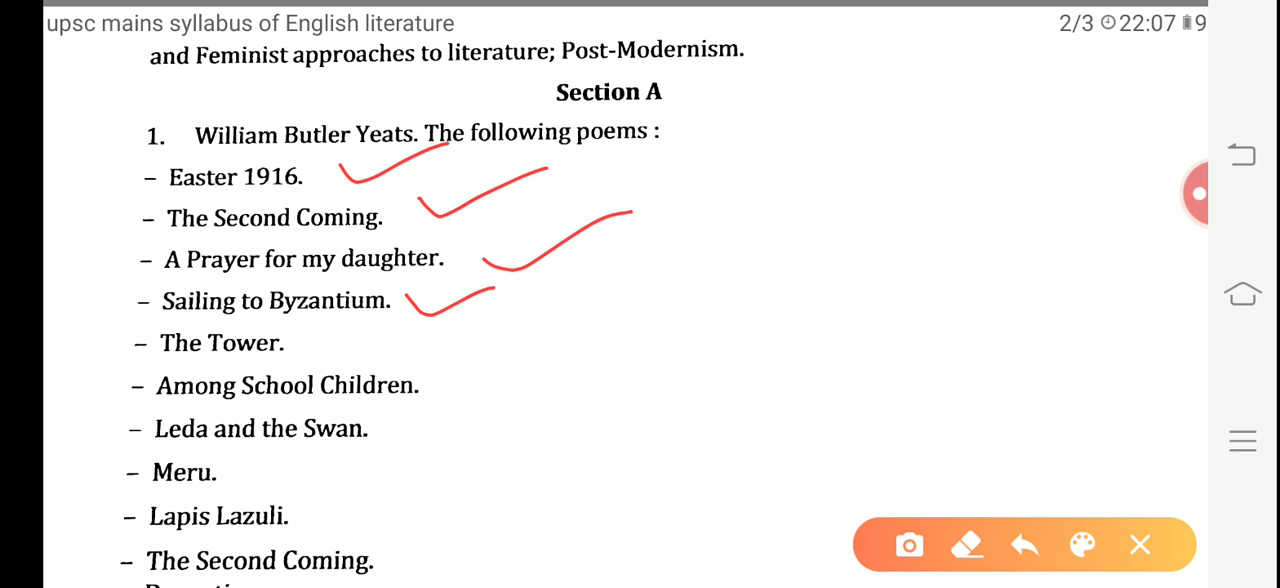 upsc mains syllabus of English literature 2/3 22:07 9
and Feminist approaches to literature; Post-Modernism.
Section A
1. William Butler Yeats. The following poems :
– Easter 1916.
– The Second Coming.
– A Prayer for my daughter.
– Sailing to Byzantium.
– The Tower.
– Among School Children.
– Leda and the Swan.
– Meru.
– Lapis Lazuli.
– The Second Coming.